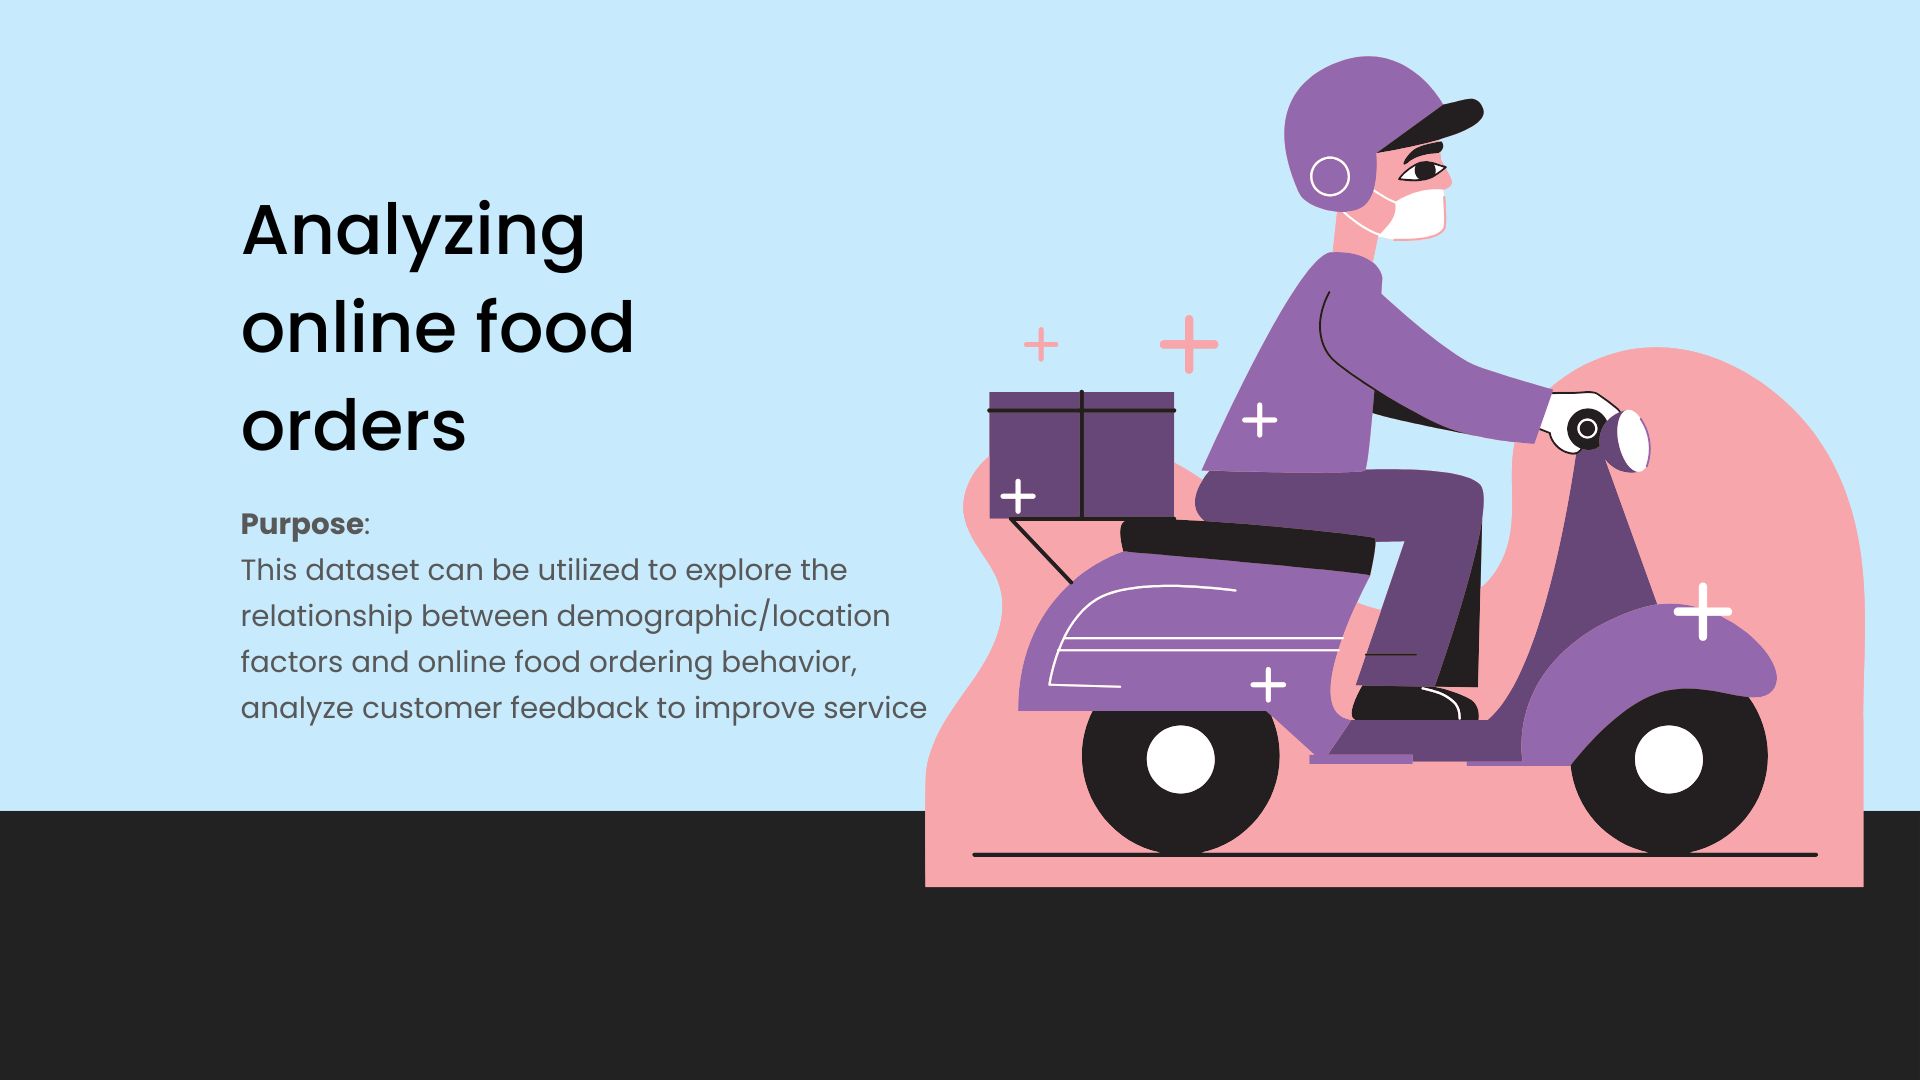 Analyzing
online food
orders
Purpose:
This dataset can be utilized to explore the
relationship between demographic/location
factors and online food ordering behavior,
analyze customer feedback to improve service